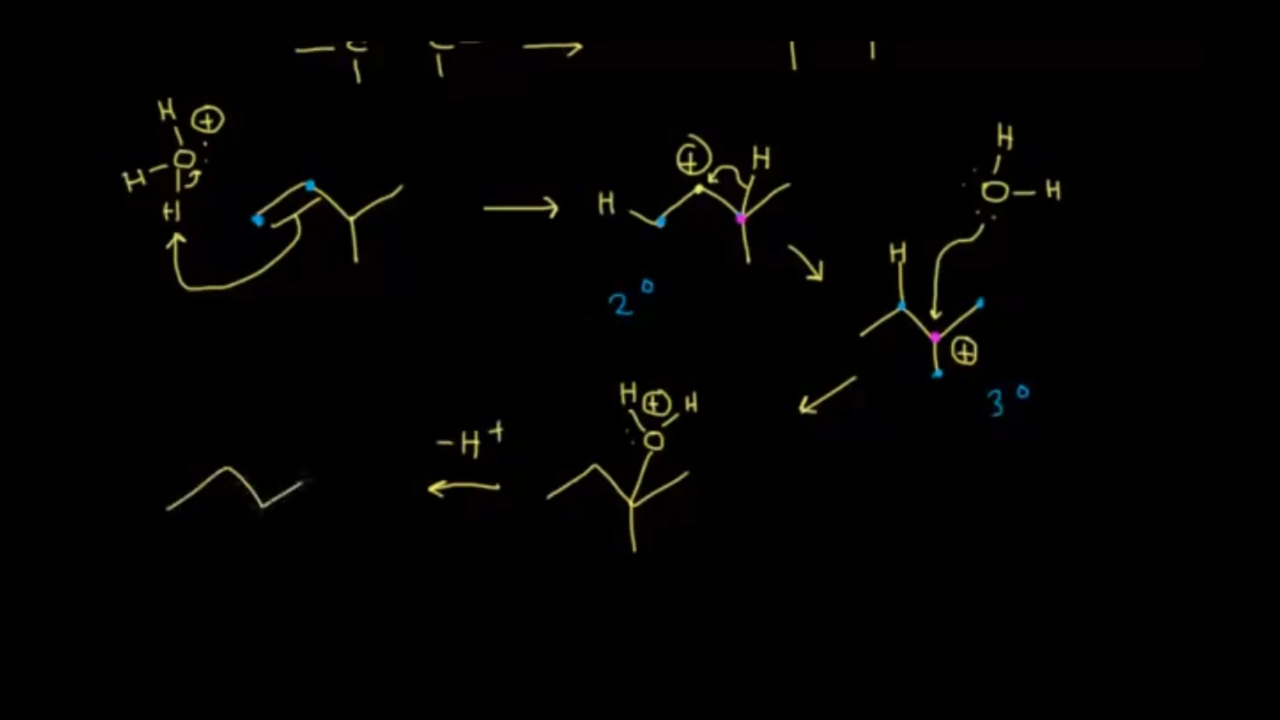 C C
H ⊕
O :
H
H
⊕ H
H
2°
H
: O – H
H
⊕
3°
H ⊕ H
: O
-H+